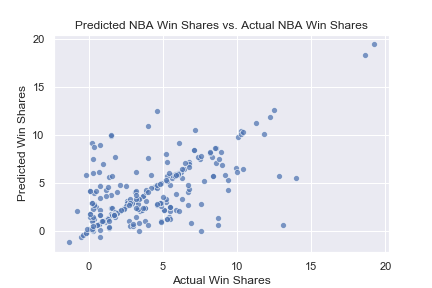 Predicted NBA Win Shares vs. Actual NBA Win Shares
20
15
10
5
0
Predicted Win Shares
0 5 10 15 20
Actual Win Shares